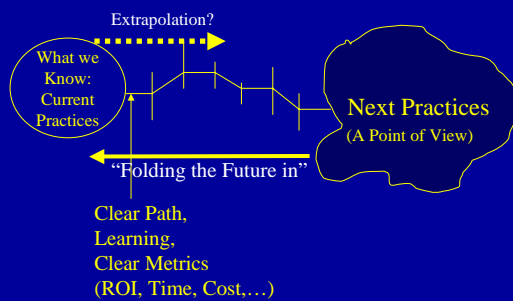 Extrapolation?
What we
Know:
Current
Practices
Next Practices
(A Point of View)
“Folding the Future in”
Clear Path,
Learning,
Clear Metrics
(ROI, Time, Cost,…)